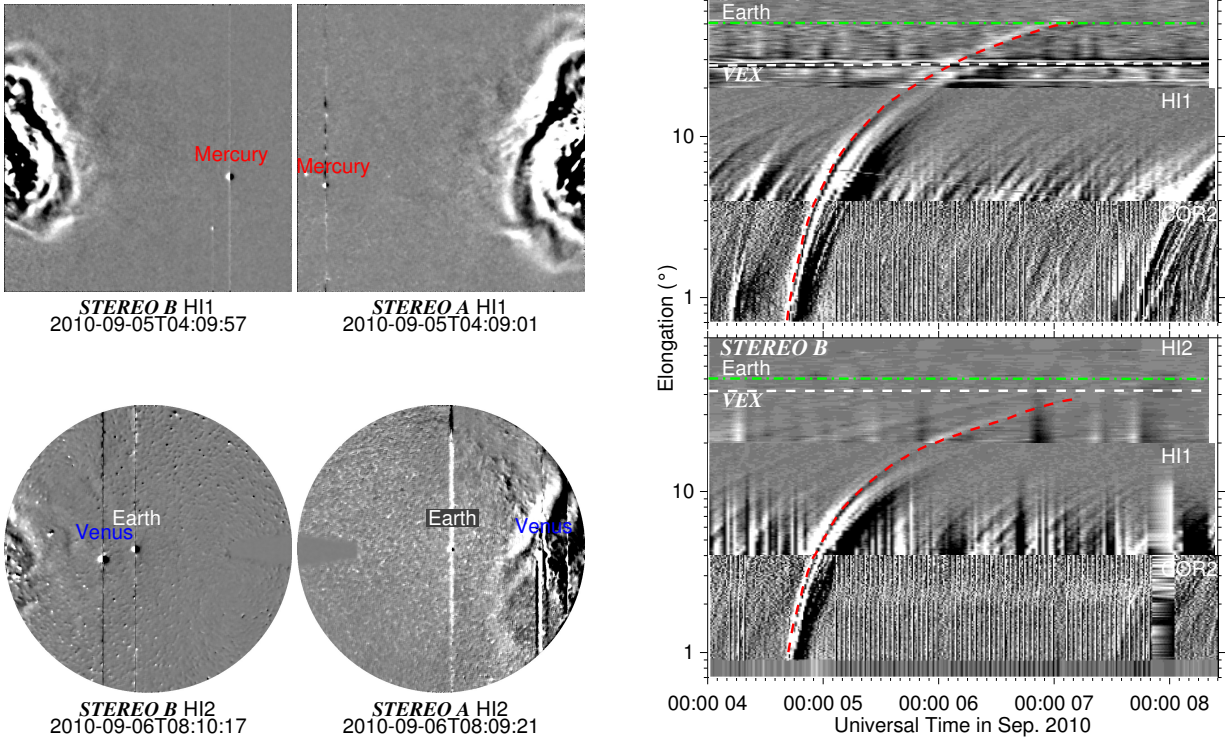 Mercury
Mercury
STEREO B HI1
2010-09-05T04:09:57
STEREO A HI1
2010-09-05T04:09:01
Earth
Venus
Earth
Venus
STEREO B HI2
2010-09-06T08:10:17
STEREO A HI2
2010-09-06T08:09:21
Elongation (°)
Earth
VEX
HI1
10
COR2
1
STEREO B
HI2
Earth
VEX
HI1
10
COR2
1
00:00 04
00:00 05
00:00 06
00:00 07
00:00 08
Universal Time in Sep. 2010